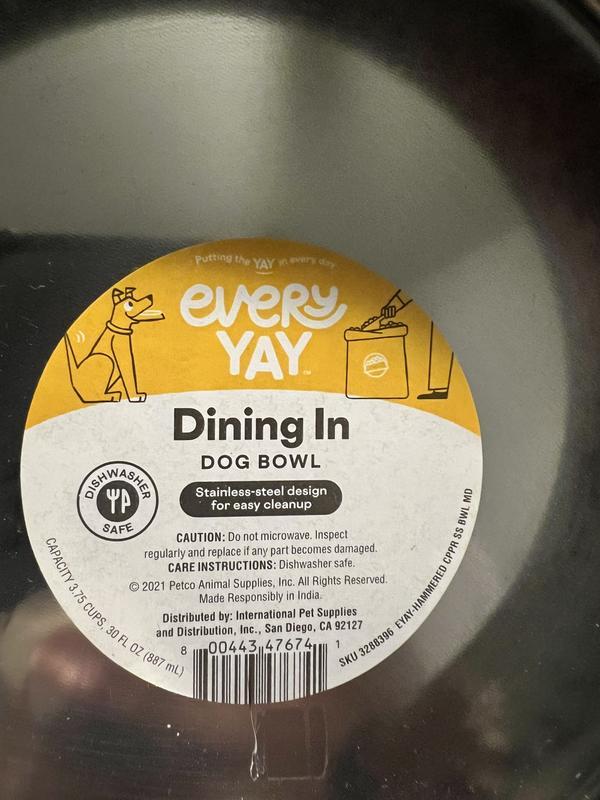 Putting the YAY in every day
every
YAY™
Dining In
DOG BOWL
DISHWASHER
SAFE
Stainless-steel design
for easy cleanup
CAUTION: Do not microwave. Inspect
regularly and replace if any part becomes damaged.
CARE INSTRUCTIONS: Dishwasher safe.
© 2021 Petco Animal Supplies, Inc. All Rights Reserved.
Made Responsibly in India.
Distributed by: International Pet Supplies
and Distribution, Inc., San Diego, CA 92127
CAPACITY 3.75 CUPS, 30 FL OZ (887 mL)
8 00443 47674 1
SKU 3288396 EYAY-HAMMERED CPPR SS BWL MD